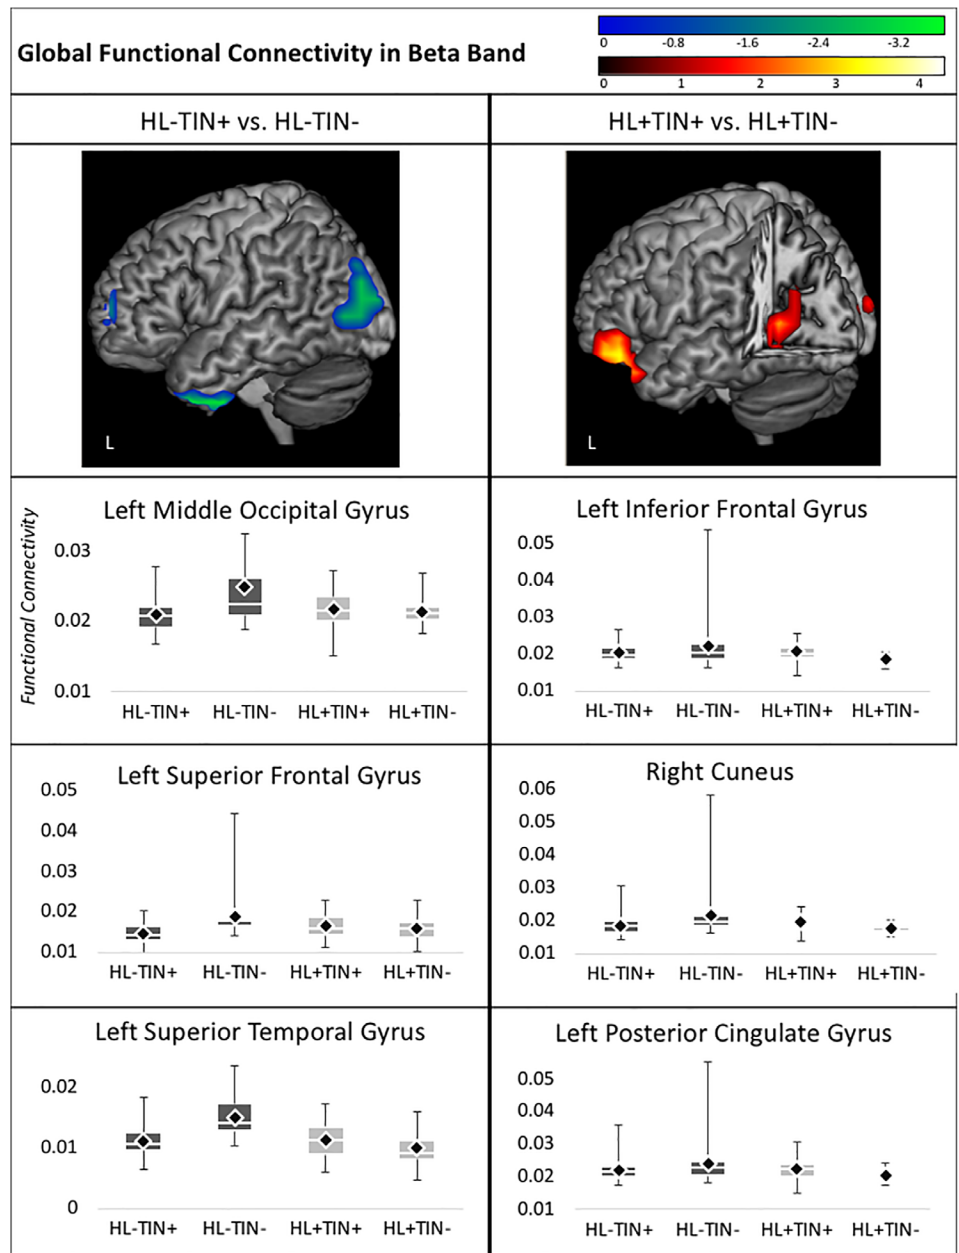 Global Functional Connectivity in Beta Band
0 -0.8 -1.6 -2.4 -3.2
0 1 2 3 4
HL-TIN+ vs. HL-TIN-
HL+TIN+ vs. HL+TIN-
L
L
Left Middle Occipital Gyrus
Functional Connectivity
0.03
0.02
0.01
HL-TIN+ HL-TIN- HL+TIN+ HL+TIN-
Left Inferior Frontal Gyrus
0.05
0.04
0.03
0.02
0.01
HL-TIN+ HL-TIN- HL+TIN+ HL+TIN-
Left Superior Frontal Gyrus
0.05
0.04
0.03
0.02
0.01
HL-TIN+ HL-TIN- HL+TIN+ HL+TIN-
Right Cuneus
0.06
0.05
0.04
0.03
0.02
0.01
HL-TIN+ HL-TIN- HL+TIN+ HL+TIN-
Left Superior Temporal Gyrus
0.02
0.01
0
HL-TIN+ HL-TIN- HL+TIN+ HL+TIN-
Left Posterior Cingulate Gyrus
0.05
0.04
0.03
0.02
0.01
HL-TIN+ HL-TIN- HL+TIN+ HL+TIN-